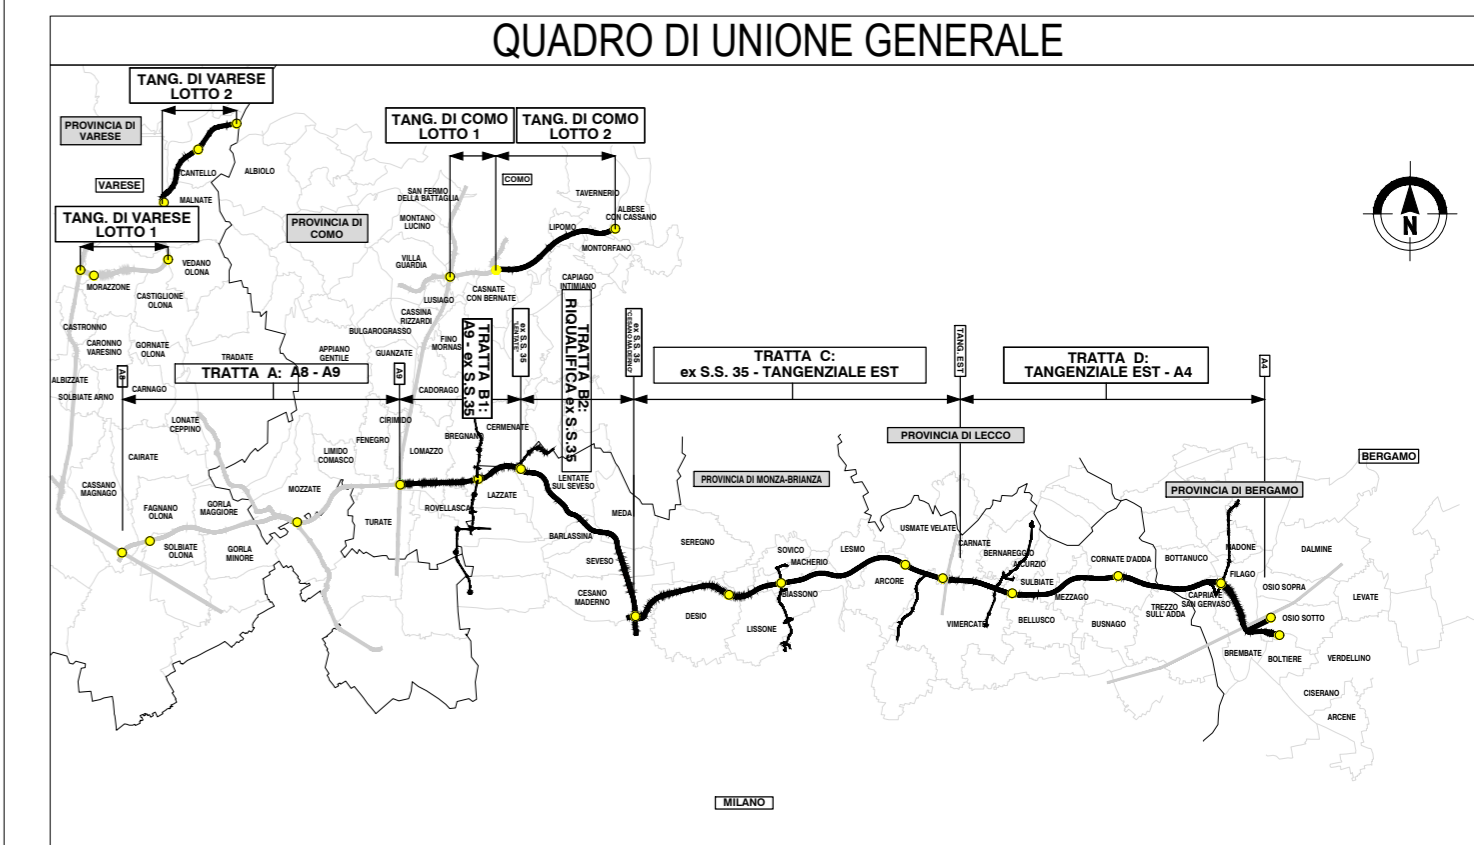 QUADRO DI UNIONE GENERALE
TANG. DI VARESE
LOTTO 2
PROVINCIA DI
VARESE
CANTELLO
ALBIOLO
VARESE
MALNATE
TANG. DI VARESE
LOTTO 1
VEDANO
OLONA
MORAZZONE
CASTIGLIONE
OLONA
PROVINCIA DI
COMO
TANG. DI COMO
LOTTO 1
TANG. DI COMO
LOTTO 2
COMO
SAN FERMO
DELLA BATTAGLIA
MONTANO
LUCINO
VILLA
GUARDIA
TAVERNERIO
ALBESE
CON CASSANO
LIPOMO
MONTORFANO
CAPIAGO
INTIMIANO
CASNATE
CON BERNATE
LUSIAGO
CASSINA
RIZZARDI
BULGAROGRASSO
FINO
MORNAS
N
CASTRONNO
CARONNO
VARESINO
GORNATE
OLONA
TRADATE
APPIANO
GENTILE
GUANZATE
ALBIZZATE
SOLBIATE ARNO
CARNAGO
CADORAGO
A8
TRATTA A: A8 - A9
A9
TRATTA B1:
A9 - ex S.S.35
ex S.S. 35
"LENTATE"
TRATTA B2:
RIQUALIFICA ex S.S.35
ex S.S. 35
"CESANO MADERNO"
TRATTA C:
ex S.S. 35 - TANGENZIALE EST
TANG. EST
TRATTA D:
TANGENZIALE EST - A4
A4
LONATE
CEPPINO
CAIRATE
CIRIMIDO
FENEGRO
LIMIDO
COMASCO
LOMAZZO
BREGNANO
CERMENATE
PROVINCIA DI LECCO
BERGAMO
CASSANO
MAGNAGO
FAGNANO
OLONA
GORLA
MAGGIORE
MOZZATE
TURATE
ROVELLASCA
LAZZATE
LENTATE
SUL SEVESO
PROVINCIA DI MONZA-BRIANZA
PROVINCIA DI BERGAMO
SOLBIATE
OLONA
GORLA
MINORE
MEDA
BARLASSINA
SEVESO
CESANO
MADERNO
SEREGNO
DESIO
LISSONE
SOVICO
MACHERIO
BIASSONO
LESMO
ARCORE
USMATE VELATE
CARNATE
BERNAREGGIO
AICURZIO
SULBIATE
MEZZAGO
VIMERCATE
BELLUSCO
BUSNAGO
CORNATE D'ADDA
TREZZO
SULL' ADDA
BOTTANUCO
MADONE
FILAGO
CAPRIATE
SAN GERVASO
DALMINE
OSIO SOPRA
OSIO SOTTO
LEVATE
BREMBATE
BOLTIERE
VERDELLINO
CISERANO
ARCENE
MILANO